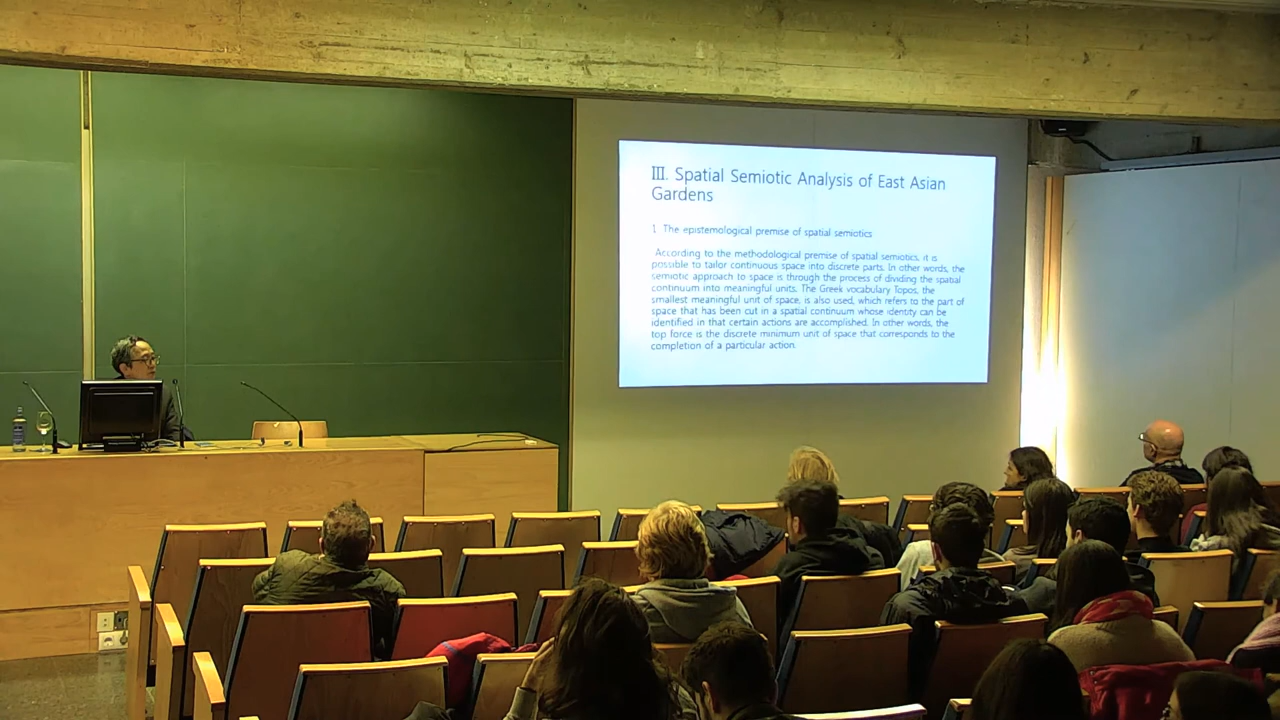 Ⅲ. Spatial Semiotic Analysis of East Asian
Gardens
1. The epistemological premise of spatial semiotics
According to the methodological premise of spatial semiotics, it is
possible to tailor continuous space into discrete parts. In other words, the
semiotic approach to space is through the process of dividing the spatial
continuum into meaningful units. The Greek vocabulary Topos, the
smallest meaningful unit of space, is also used, which refers to the part of
space that has been cut in a spatial continuum whose identity can be
identified in that certain actions are accomplished. In other words, the
top force is the discrete minimum unit of space that corresponds to the
completion of a particular action.